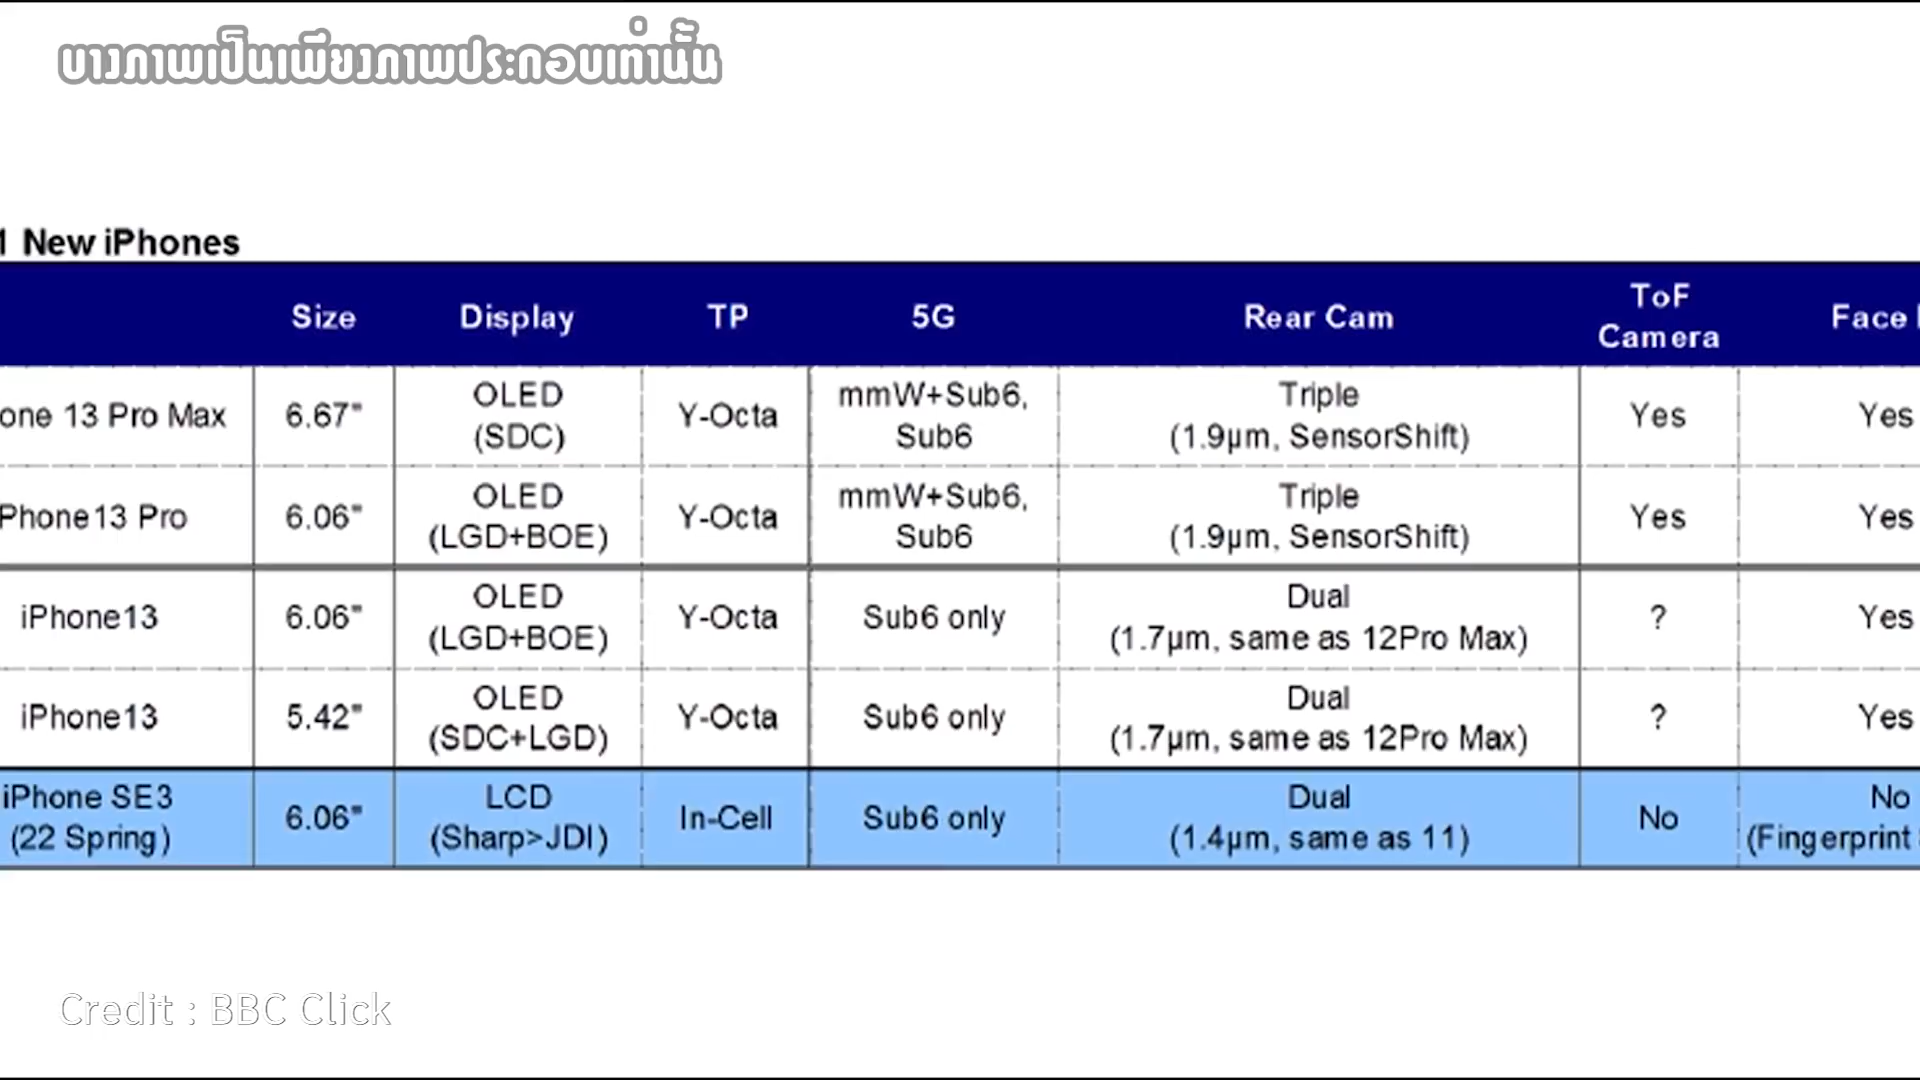 บางภาพเป็นเพียงภาพประกอบเท่านั้น
1 New iPhones
Size Display TP 5G Rear Cam ToF Camera Face
one 13 Pro Max 6.67" OLED (SDC) Y-Octa mmW+Sub6, Sub6 Triple (1.9µm, SensorShift) Yes Yes
Phone13 Pro 6.06" OLED (LGD+BOE) Y-Octa mmW+Sub6, Sub6 Triple (1.9µm, SensorShift) Yes Yes
iPhone13 6.06" OLED (LGD+BOE) Y-Octa Sub6 only Dual (1.7µm, same as 12Pro Max) ? Yes
iPhone13 5.42" OLED (SDC+LGD) Y-Octa Sub6 only Dual (1.7µm, same as 12Pro Max) ? Yes
iPhone SE3 (22 Spring) 6.06" LCD (Sharp>JDI) In-Cell Sub6 only Dual (1.4µm, same as 11) No No (Fingerprint
Credit : BBC Click